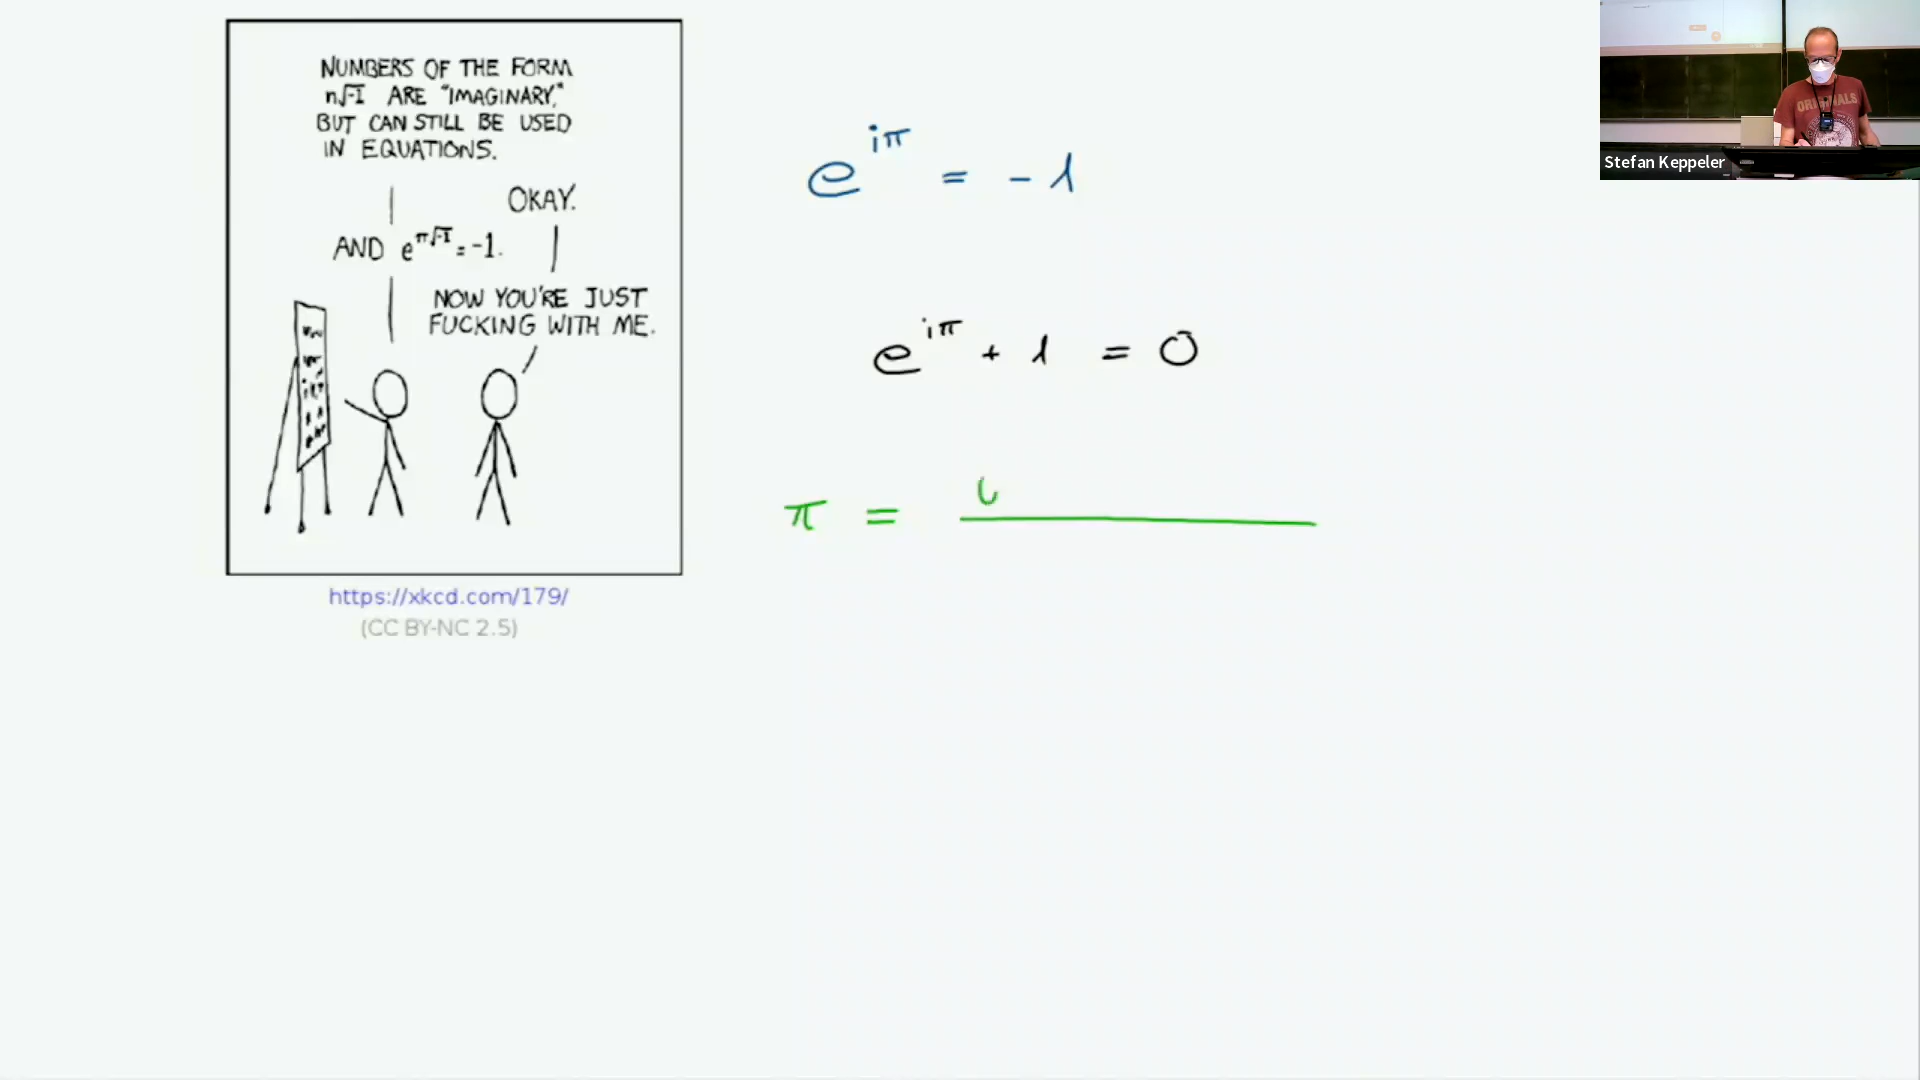 NUMBERS OF THE FORM
n√-1 ARE "IMAGINARY,"
BUT CAN STILL BE USED
IN EQUATIONS.
OKAY.
AND e^π√-1 = -1.
NOW YOU'RE JUST
FUCKING WITH ME.
https://xkcd.com/179/
(CC BY-NC 2.5)
e^iπ = -1
e^iπ + 1 = 0
π =
ORIGINALS
Stefan Keppeler